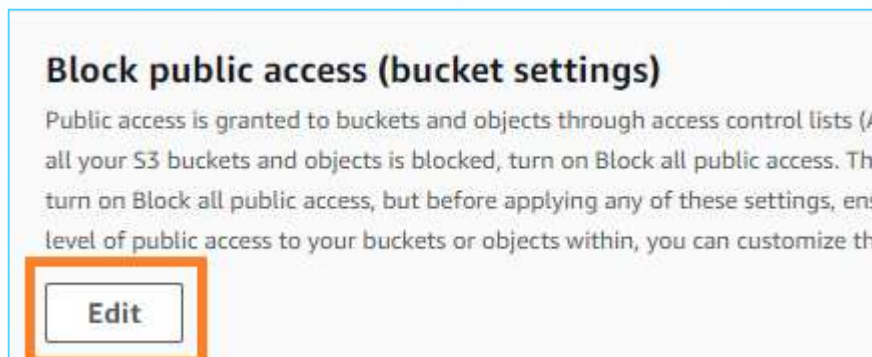 Block public access (bucket settings)
Public access is granted to buckets and objects through access control lists (
all your S3 buckets and objects is blocked, turn on Block all public access. Th
turn on Block all public access, but before applying any of these settings, ens
level of public access to your buckets or objects within, you can customize th
Edit